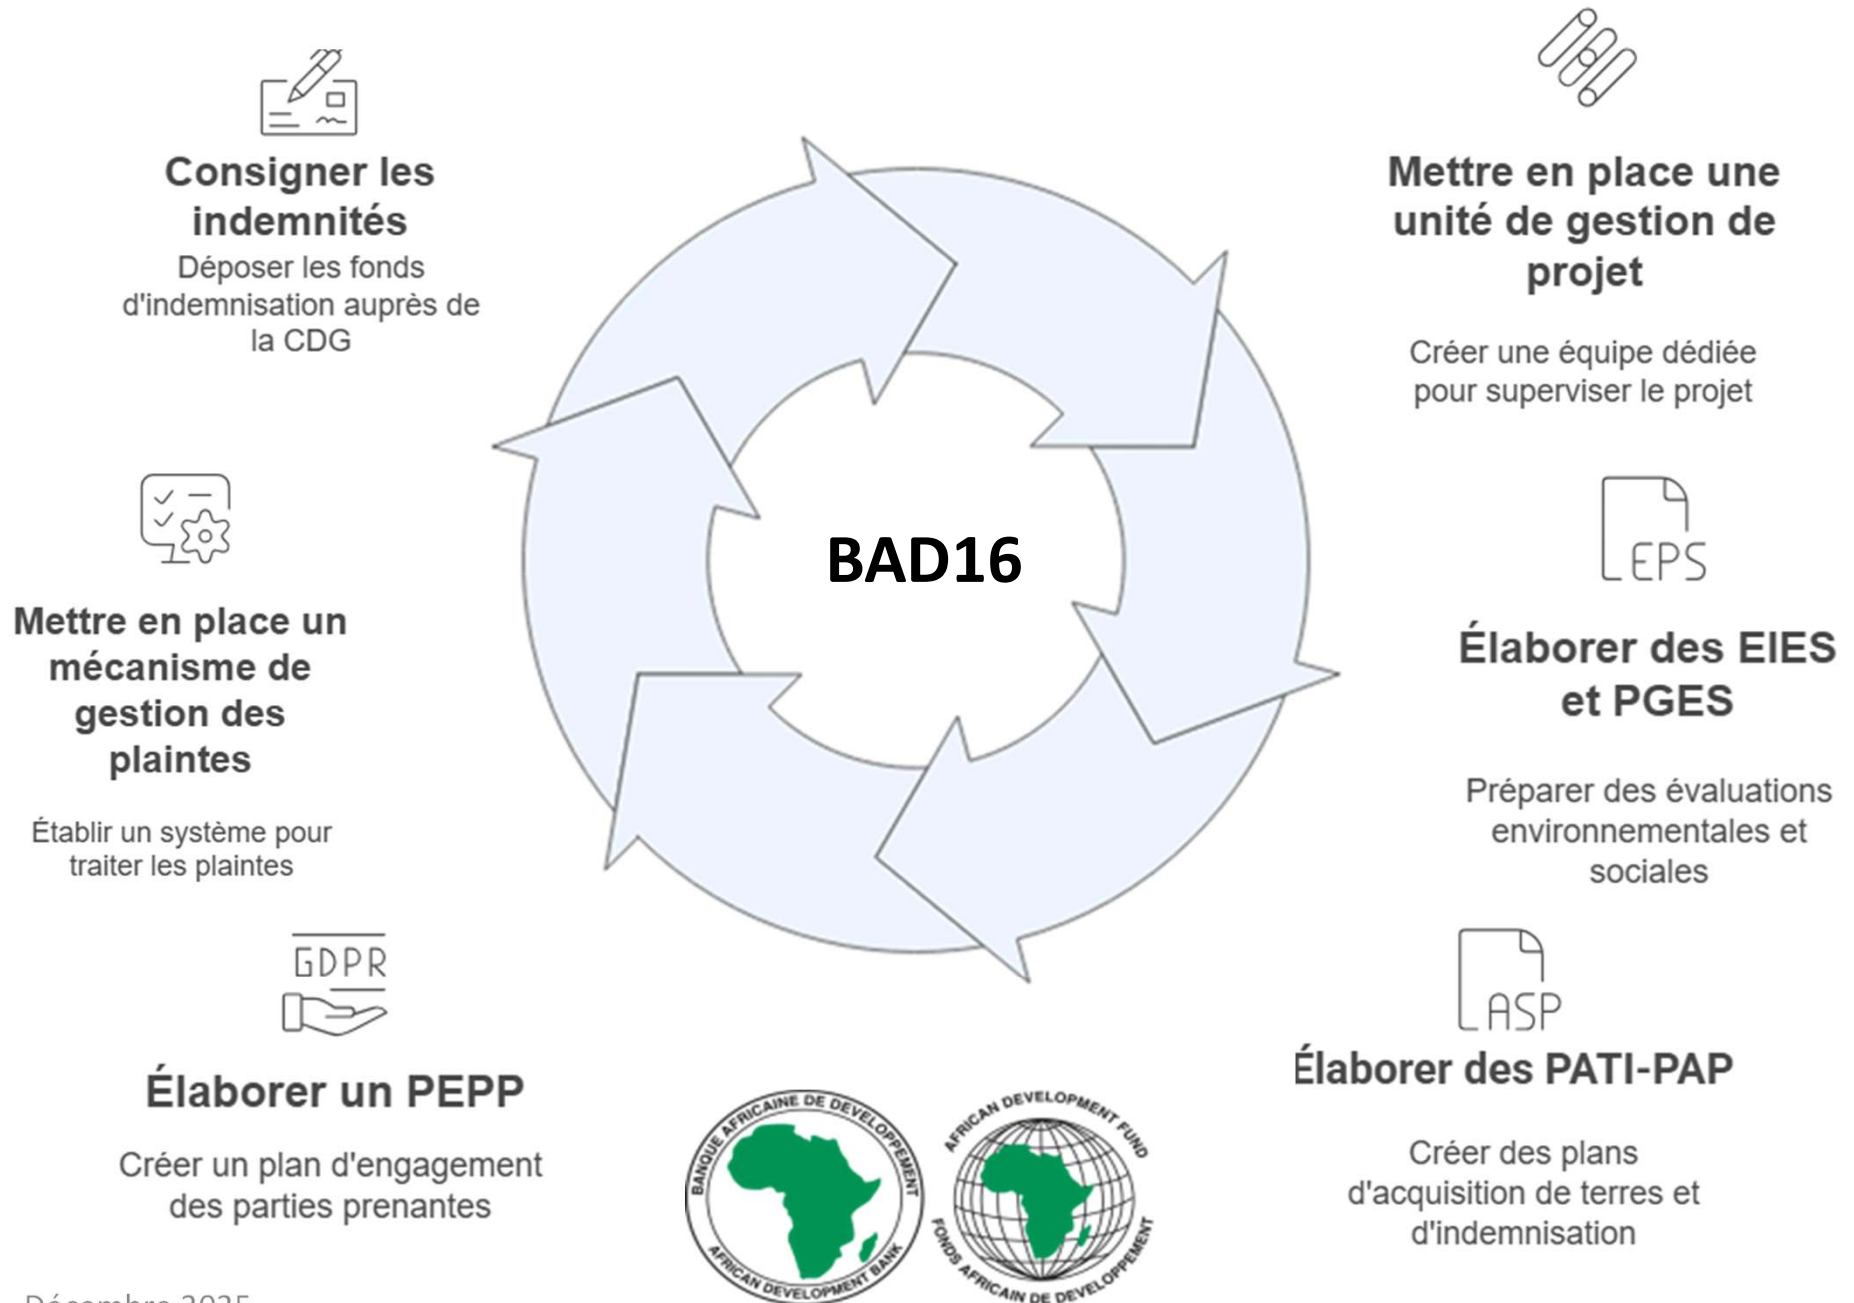 Consigner les
indemnités
Déposer les fonds
d'indemnisation auprès de
la CDG
Mettre en place une
unité de gestion de
projet
Créer une équipe dédiée
pour superviser le projet
BAD16
EPS
Élaborer des EIES
et PGES
Préparer des évaluations
environnementales et
sociales
Mettre en place un
mécanisme de
gestion des
plaintes
Établir un système pour
traiter les plaintes
GDPR
Élaborer un PEPP
Créer un plan d'engagement
des parties prenantes
ASP
Élaborer des PATI-PAP
Créer des plans
d'acquisition de terres et
d'indemnisation
BANQUE AFRICAINE DE DEVELOPPEMENT
AFRICAN DEVELOPMENT BANK
AFRICAN DEVELOPMENT FUND
FONDS AFRICAIN DE DEVELOPPEMENT
Décembre 2025